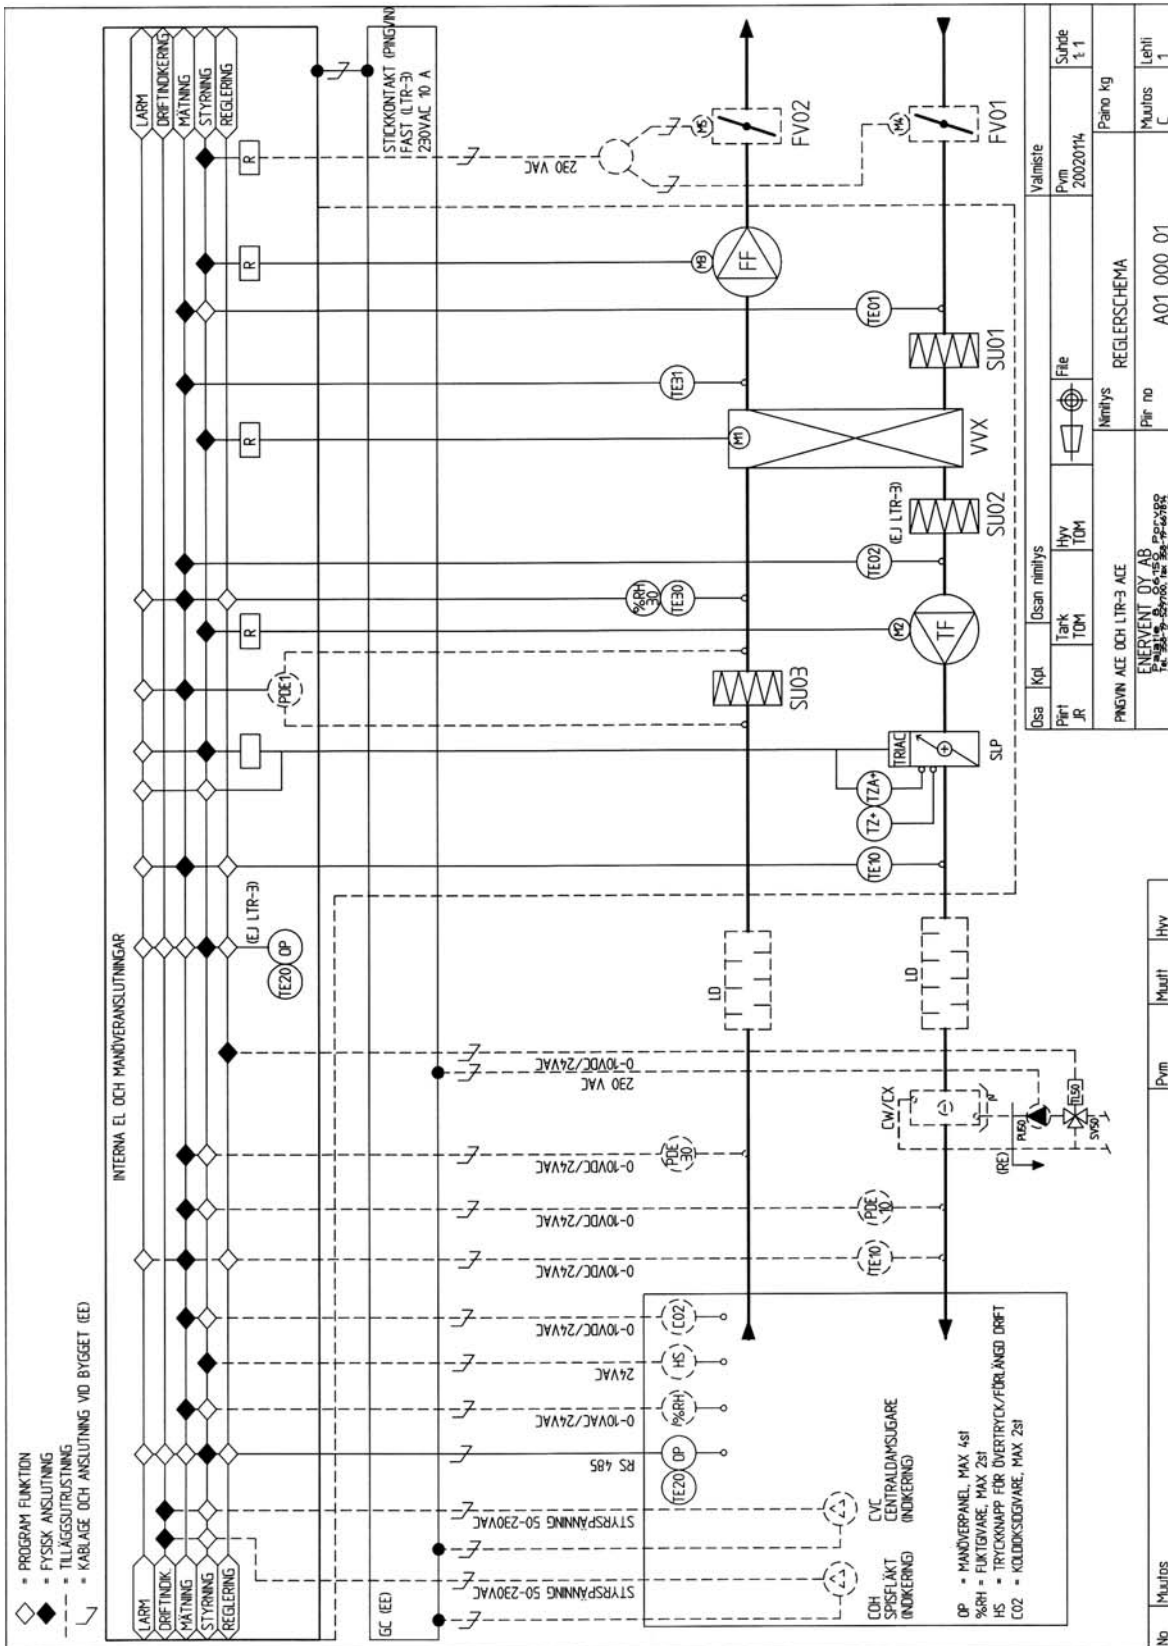 ◇ = PROGRAM FUNKTION
◆ = FYSISK ANSLUTNING
--- = TILLÄGGSUTRUSTNING
= KABLAGE OCH ANSLUTNING VID BYGGET (EE)
INTERNA EL OCH MANÖVERANSLUTNINGAR
LARM
DRIFTINDIK.
MÄTNING
STYRNING
REGLERING
LARM
DRIFTINDIKERING
MÄTNING
STYRNING
REGLERING
(EJ LTR-3)
TE20 OP
PDE1
R
R
R
R
GC (EE)
STICKKONTAKT (PINGVIN)
FAST (LTR-3)
230VAC 10 A
STYRSPÄNNING 50-230VAC
STYRSPÄNNING 50-230VAC
RS 485
0-10VAC/24VAC
24VAC
0-10VDC/24VAC
0-10VDC/24VAC
0-10VDC/24VAC
0-10VDC/24VAC
230 VAC
0-10VDC/24VAC
230 VAC
TE20 OP
%RH
HS
CO2
PDE 30
LD
SU03
%RH 30
TE30
M1
TE31
M3
FF
M5
FV02
COH
SPISFLÄKT
(INDIKERING)
CVC
CENTRALDAMSUGARE
(INDIKERING)
OP = MANÖVERPANEL, MAX 4st
%RH = FUKTGIVARE, MAX 2st
HS = TRYCKKNAPP FÖR ÖVERTRYCK/FÖRLÄNGD DRIFT
CO2 = KOLDIOXIDGIVARE, MAX 2st
TE10
PDE 10
CW/CX
(RE)
PU50
TL50
SV50
LD
TE10
TZ+
TZA+
TRIAC
SLP
M2
TF
TE02
(EJ LTR-3)
SU02
VVX
SU01
TE01
M4
FV01
Osa
Kpl
Osan nimitys
Valmiste
Piirt
JR
Tark
TOM
Hyv
TOM
File
Pvm
20020114
Suhde
1:1
PINGVIN ACE OCH LTR-3 ACE
Nimitys
REGLERSCHEMA
Paino kg
ENERVENT OY AB
Piir no
A01 000 01
Muutos
C
Lehti
1
No
Muutos
Pvm
Muutt
Hyv